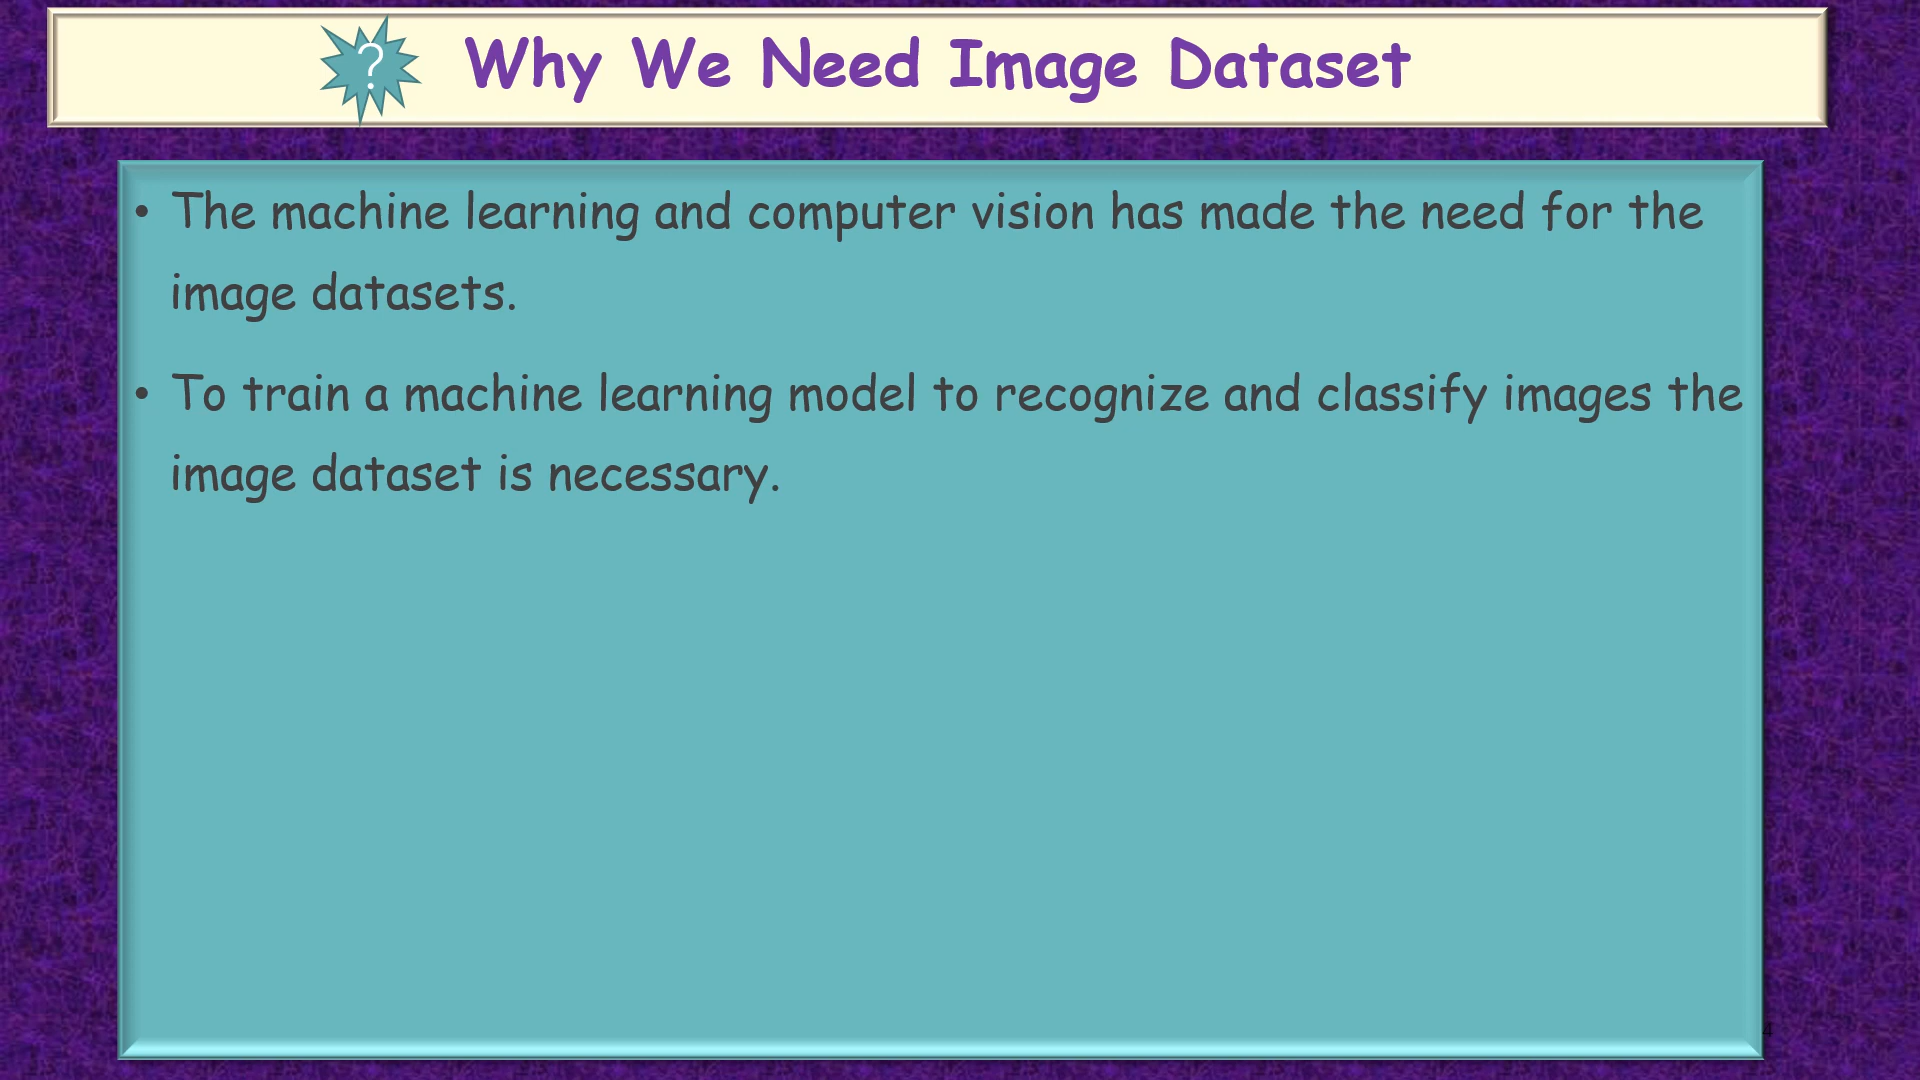 ? Why We Need Image Dataset
• The machine learning and computer vision has made the need for the
image datasets.
• To train a machine learning model to recognize and classify images the
image dataset is necessary.
4